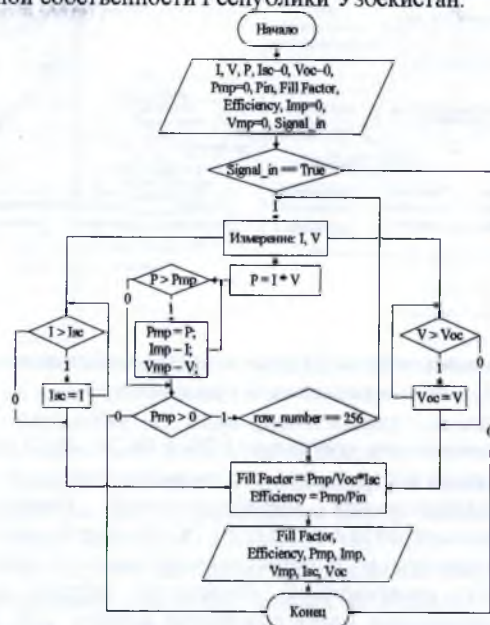 ной собственности Республики Узбекистан.
Начало
I, V, P, Isc=0, Voc=0,
Pmp=0, Pin, Fill Factor,
Efficiency, Imp=0,
Vmp=0, Signal_in
Signal_in == True
1
Измерение: I, V
P > Pmp
P = I * V
0
I > Isc
V > Voc
0
1
Pmp = P;
Imp = I;
Vmp = V;
1
Isc = I
Voc = V
0
0
Pmp > 0
1
row_number == 256
Fill Factor = Pmp/Voc*Isc
Efficiency = Pmp/Pin
Fill Factor,
Efficiency, Pmp, Imp,
Vmp, Isc, Voc
Конец